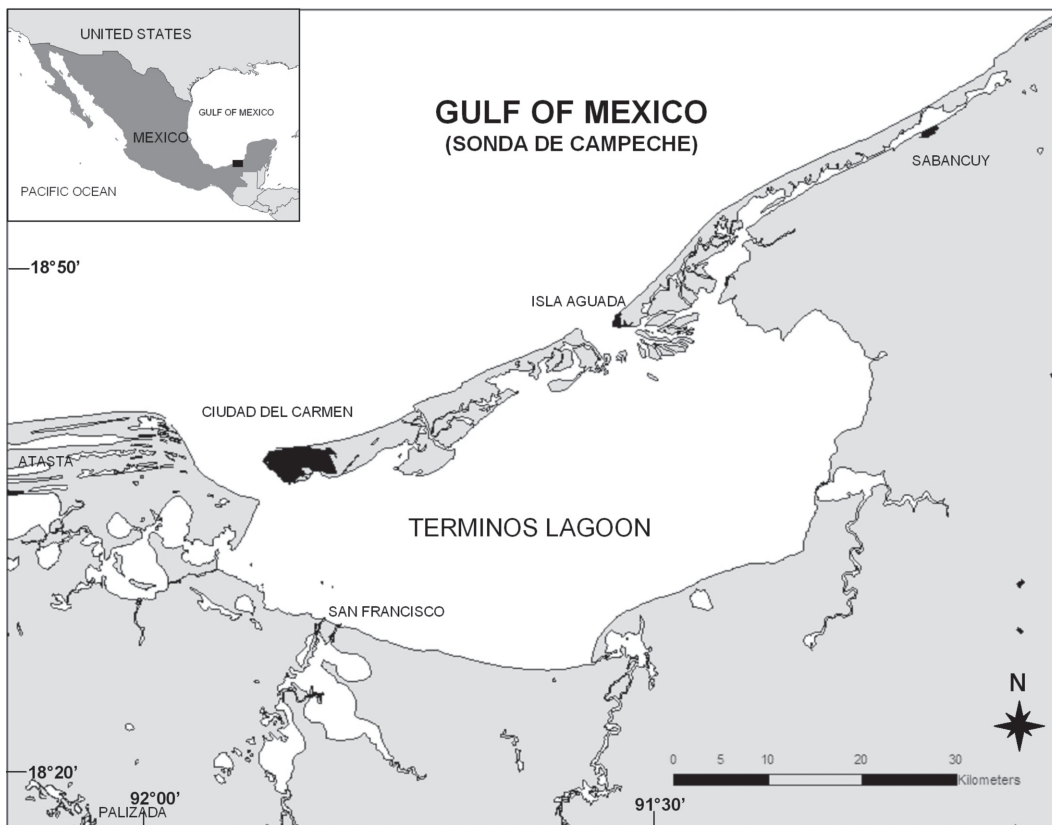 UNITED STATES
GULF OF MEXICO
MEXICO
PACIFIC OCEAN
GULF OF MEXICO
(SONDA DE CAMPECHE)
SABANCUY
18°50’
ISLA AGUADA
CIUDAD DEL CARMEN
ATASTA
TERMINOS LAGOON
SAN FRANCISCO
N
18°20’
0 5 10 20 30
Kilometers
92°00’
91°30’
PALIZADA